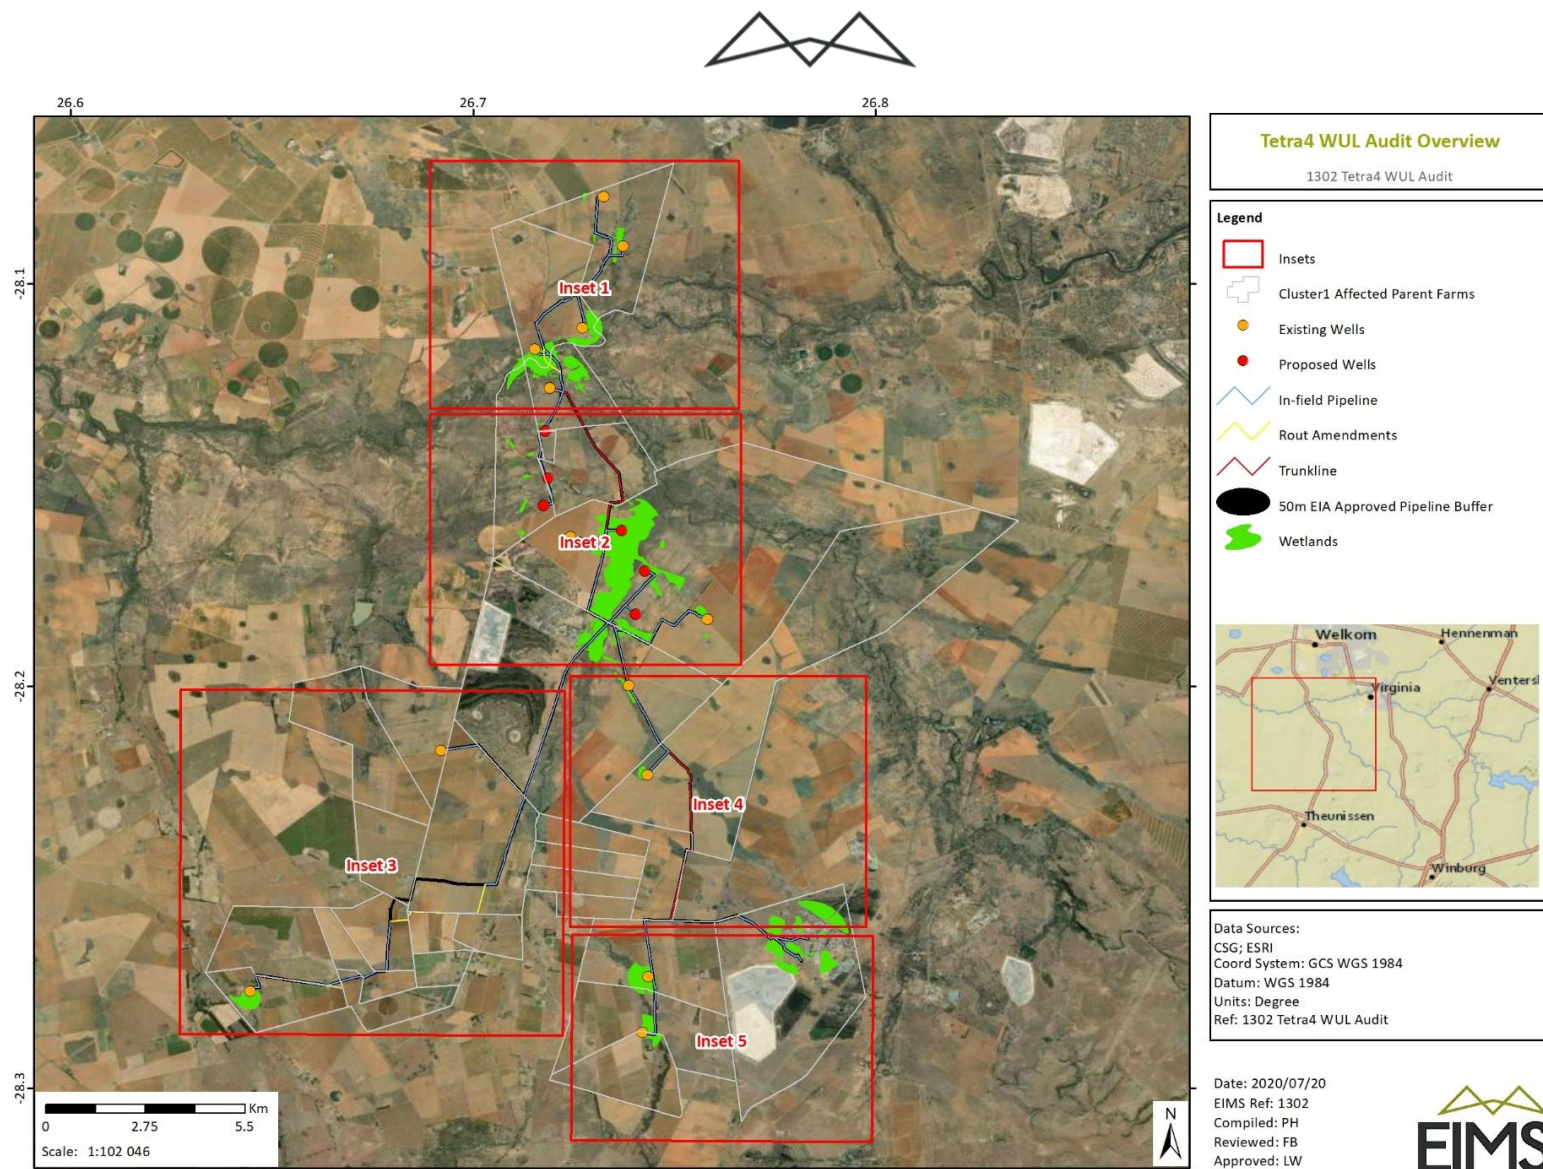 26.6
26.7
26.8
-28.1
-28.2
-28.3
Inset 1
Inset 2
Inset 3
Inset 4
Inset 5
Km
0 2.75 5.5
Scale: 1:102 046
N
Tetra4 WUL Audit Overview
1302 Tetra4 WUL Audit
Legend
Insets
Cluster1 Affected Parent Farms
Existing Wells
Proposed Wells
In-field Pipeline
Rout Amendments
Trunkline
50m EIA Approved Pipeline Buffer
Wetlands
Welkom
Hennenman
Virginia
Ventersl
Theunissen
Winburg
Data Sources:
CSG; ESRI
Coord System: GCS WGS 1984
Datum: WGS 1984
Units: Degree
Ref: 1302 Tetra4 WUL Audit
Date: 2020/07/20
EIMS Ref: 1302
Compiled: PH
Reviewed: FB
Approved: LW
EIMS